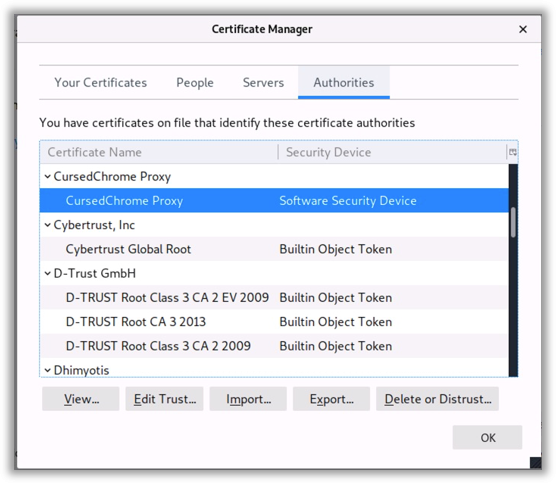 Certificate Manager
Your Certificates People Servers Authorities
You have certificates on file that identify these certificate authorities
Certificate Name Security Device
CursedChrome Proxy
CursedChrome Proxy Software Security Device
Cybertrust, Inc
Cybertrust Global Root Builtin Object Token
D-Trust GmbH
D-TRUST Root Class 3 CA 2 EV 2009 Builtin Object Token
D-TRUST Root CA 3 2013 Builtin Object Token
D-TRUST Root Class 3 CA 2 2009 Builtin Object Token
Dhimyotis
View... Edit Trust... Import... Export... Delete or Distrust...
OK